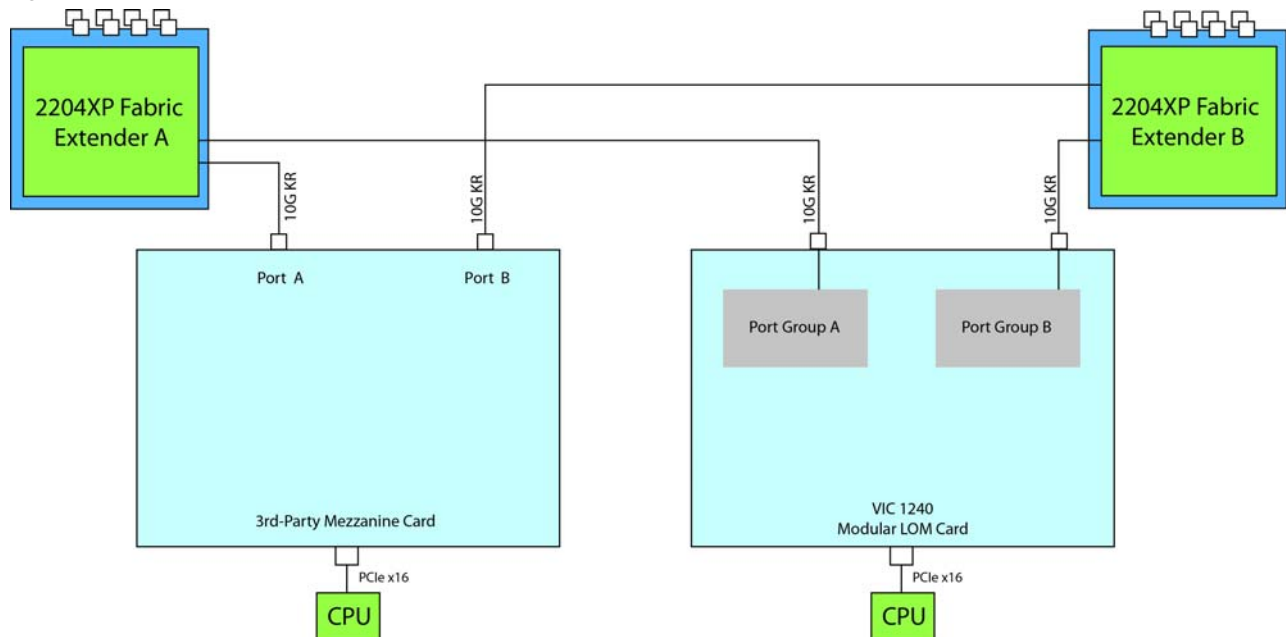 2204XP Fabric
Extender A
2204XP Fabric
Extender B
10G KR
10G KR
10G KR
10G KR
Port A
Port B
Port Group A
Port Group B
3rd-Party Mezzanine Card
VIC 1240
Modular LOM Card
PCIe x16
PCIe x16
CPU
CPU